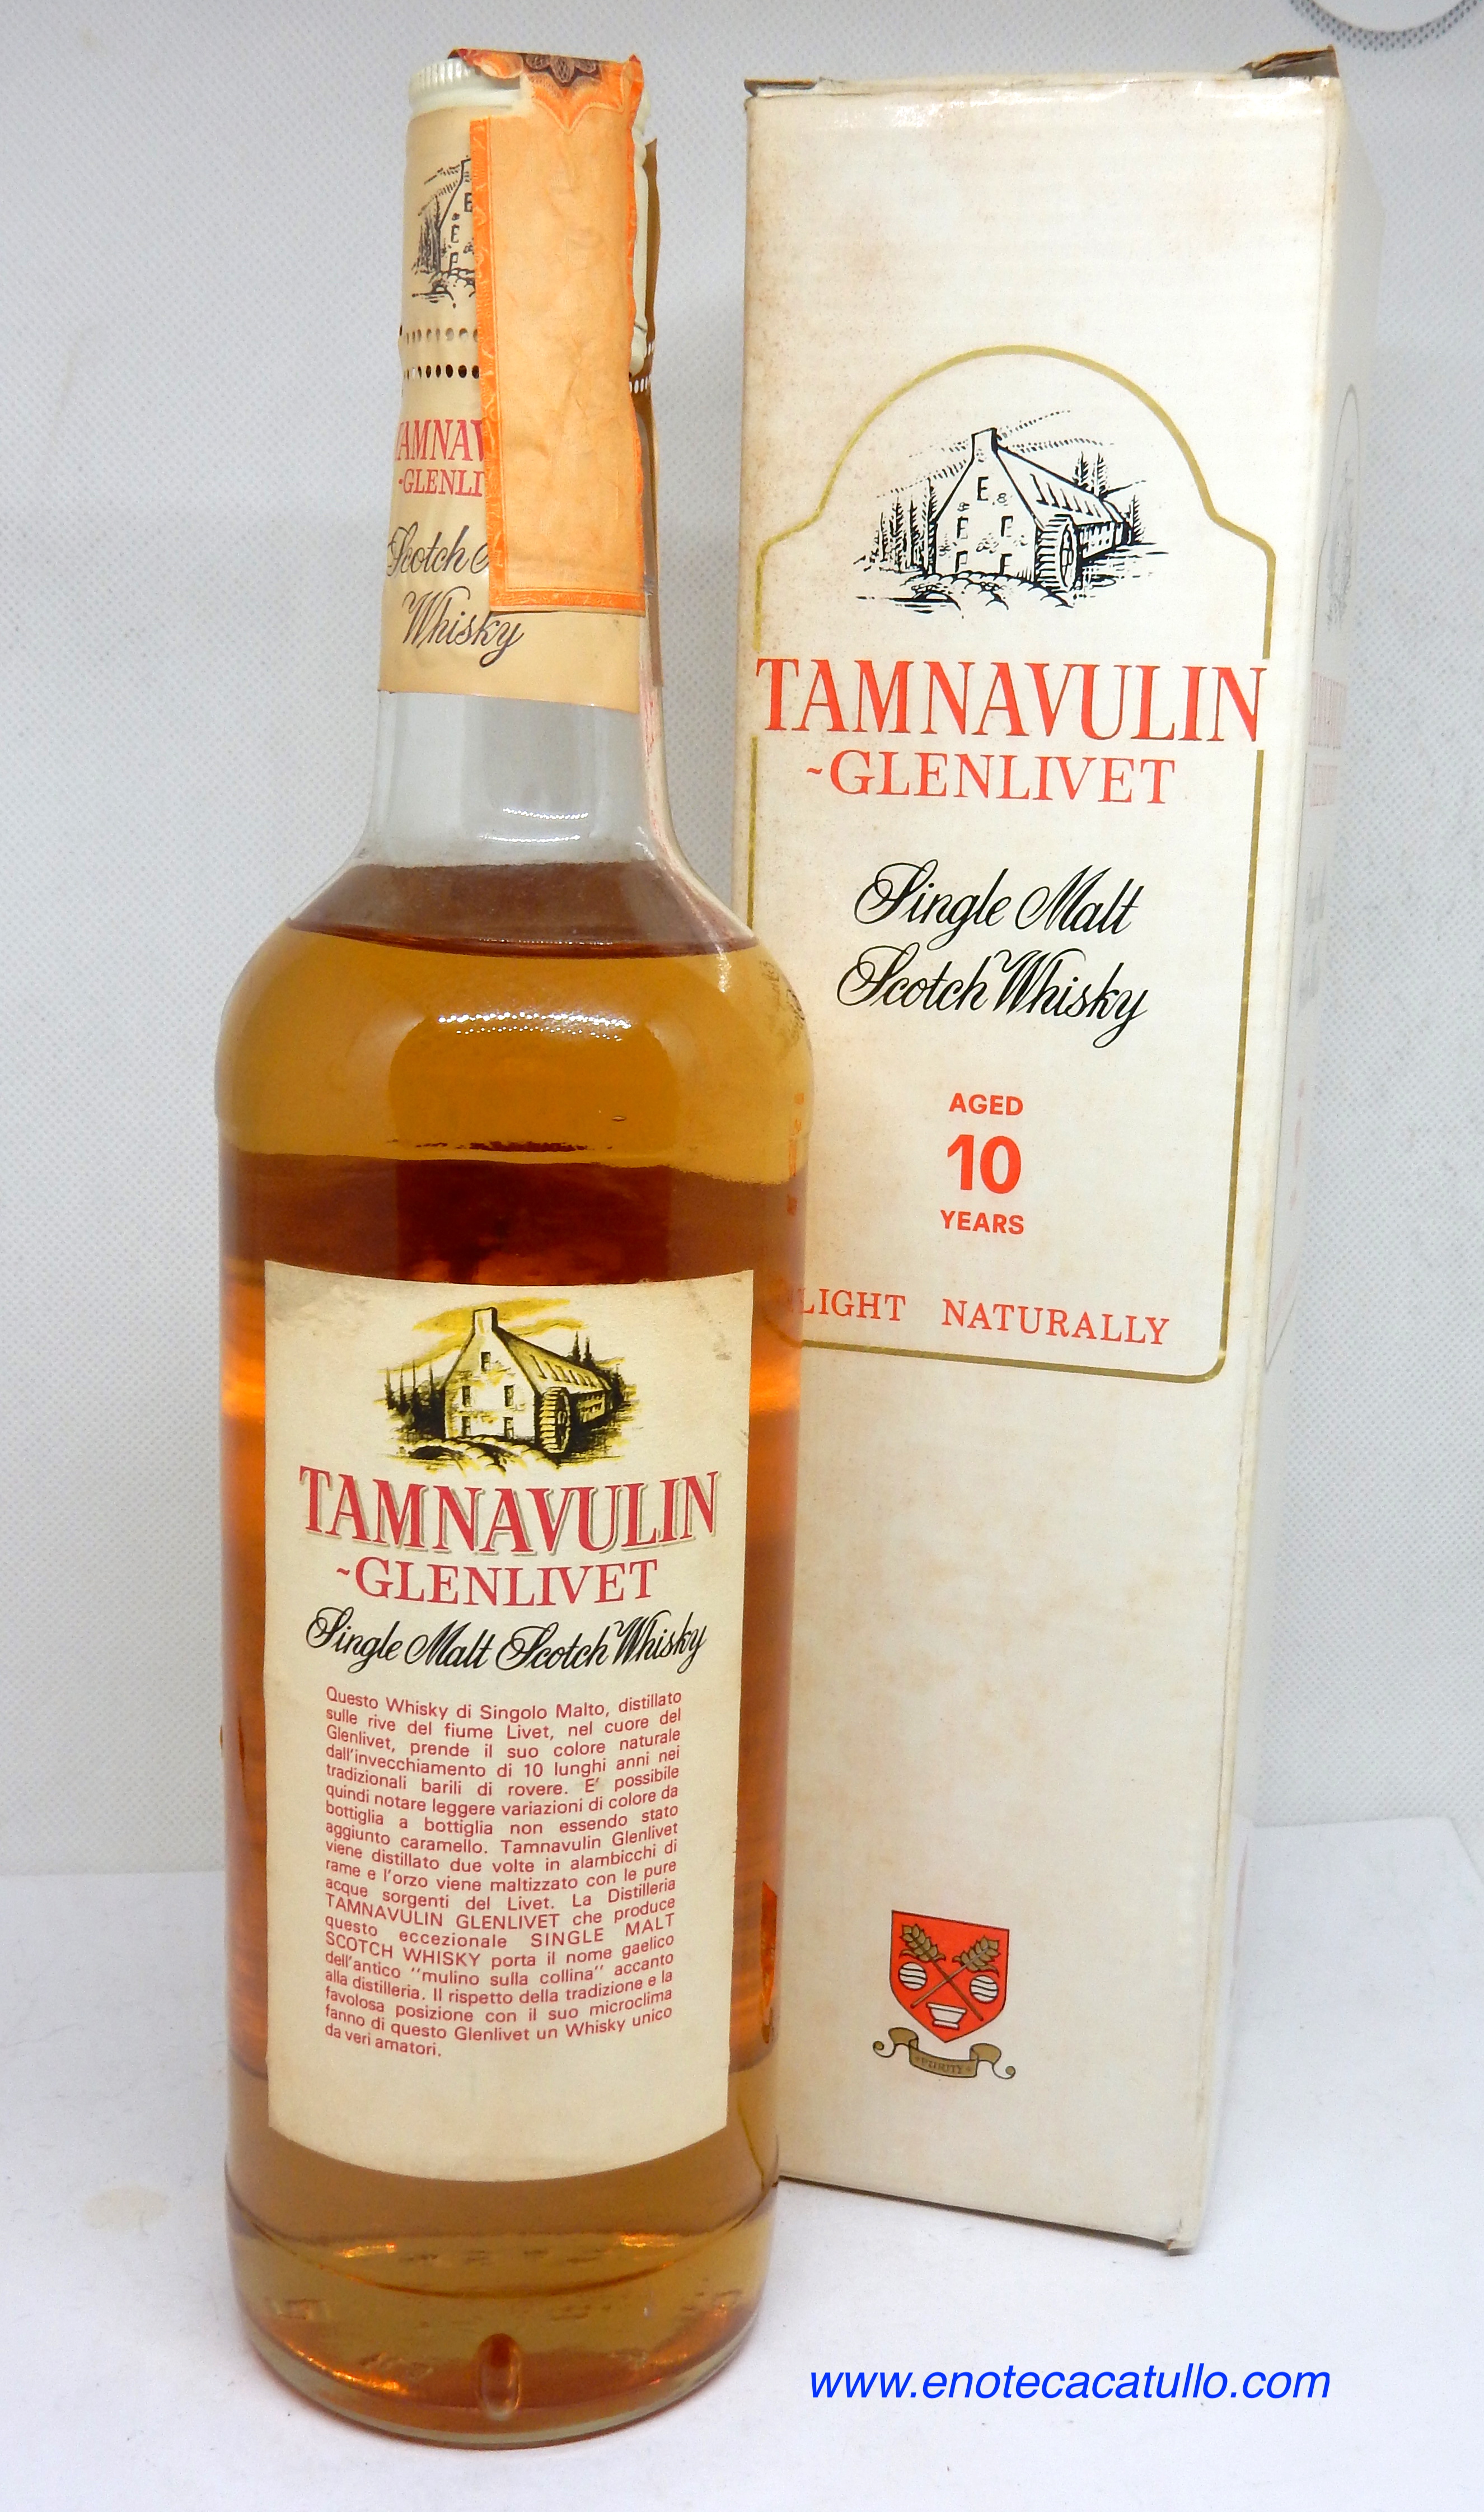 AMNAV
-GLENLI
Scotch
Whisky
TAMNAVULIN
~GLENLIVET
Single Malt
Scotch Whisky
AGED
10
YEARS
LIGHT NATURALLY
TAMNAVULIN
~GLENLIVET
Single Malt Scotch Whisky
Questo Whisky di Singolo Malto, distillato
sulle rive del fiume Livet, nel cuore del
Glenlivet, prende il suo colore naturale
dall'invecchiamento di 10 lunghi anni nei
tradizionali barili di rovere. E' possibile
quindi notare leggere variazioni di colore da
bottiglia a bottiglia non essendo stato
aggiunto caramello. Tamnavulin Glenlivet
viene distillato due volte in alambicchi di
rame e l'orzo viene maltizzato con le pure
acque sorgenti del Livet. La Distilleria
TAMNAVULIN GLENLIVET che produce
questo eccezionale SINGLE MALT
SCOTCH WHISKY porta il nome gaelico
dell'antico "mulino sulla collina" accanto
alla distilleria. Il rispetto della tradizione e la
favolosa posizione con il suo microclima
fanno di questo Glenlivet un Whisky unico
da veri amatori.
PURITY
www.enotecacatullo.com